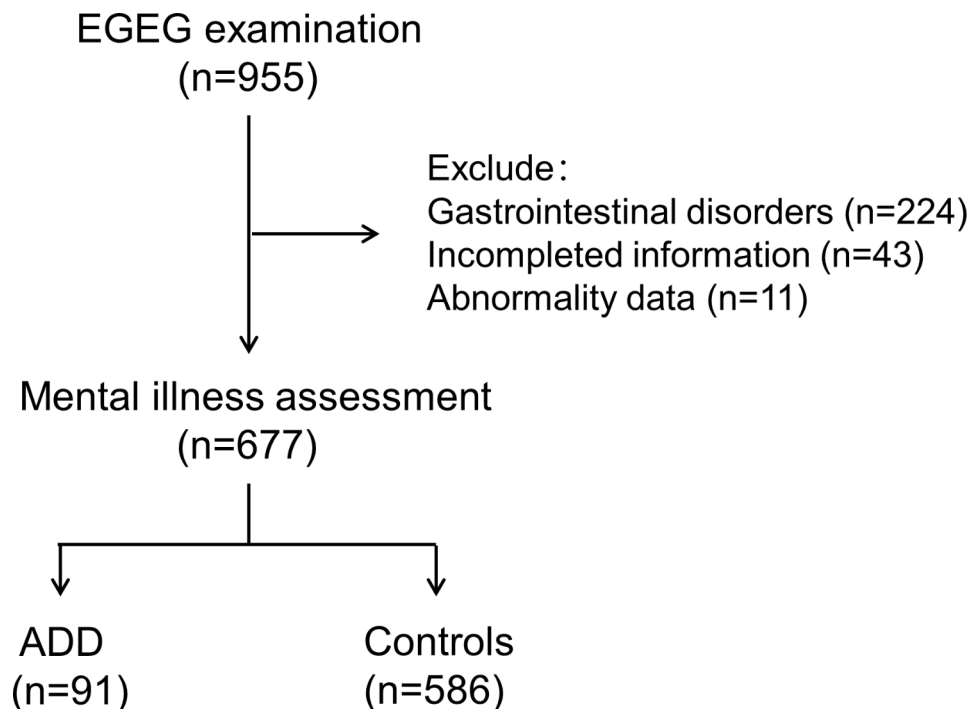 EGEG examination
(n=955)
Exclude：
Gastrointestinal disorders (n=224)
Incompleted information (n=43)
Abnormality data (n=11)
Mental illness assessment
(n=677)
ADD
(n=91)
Controls
(n=586)